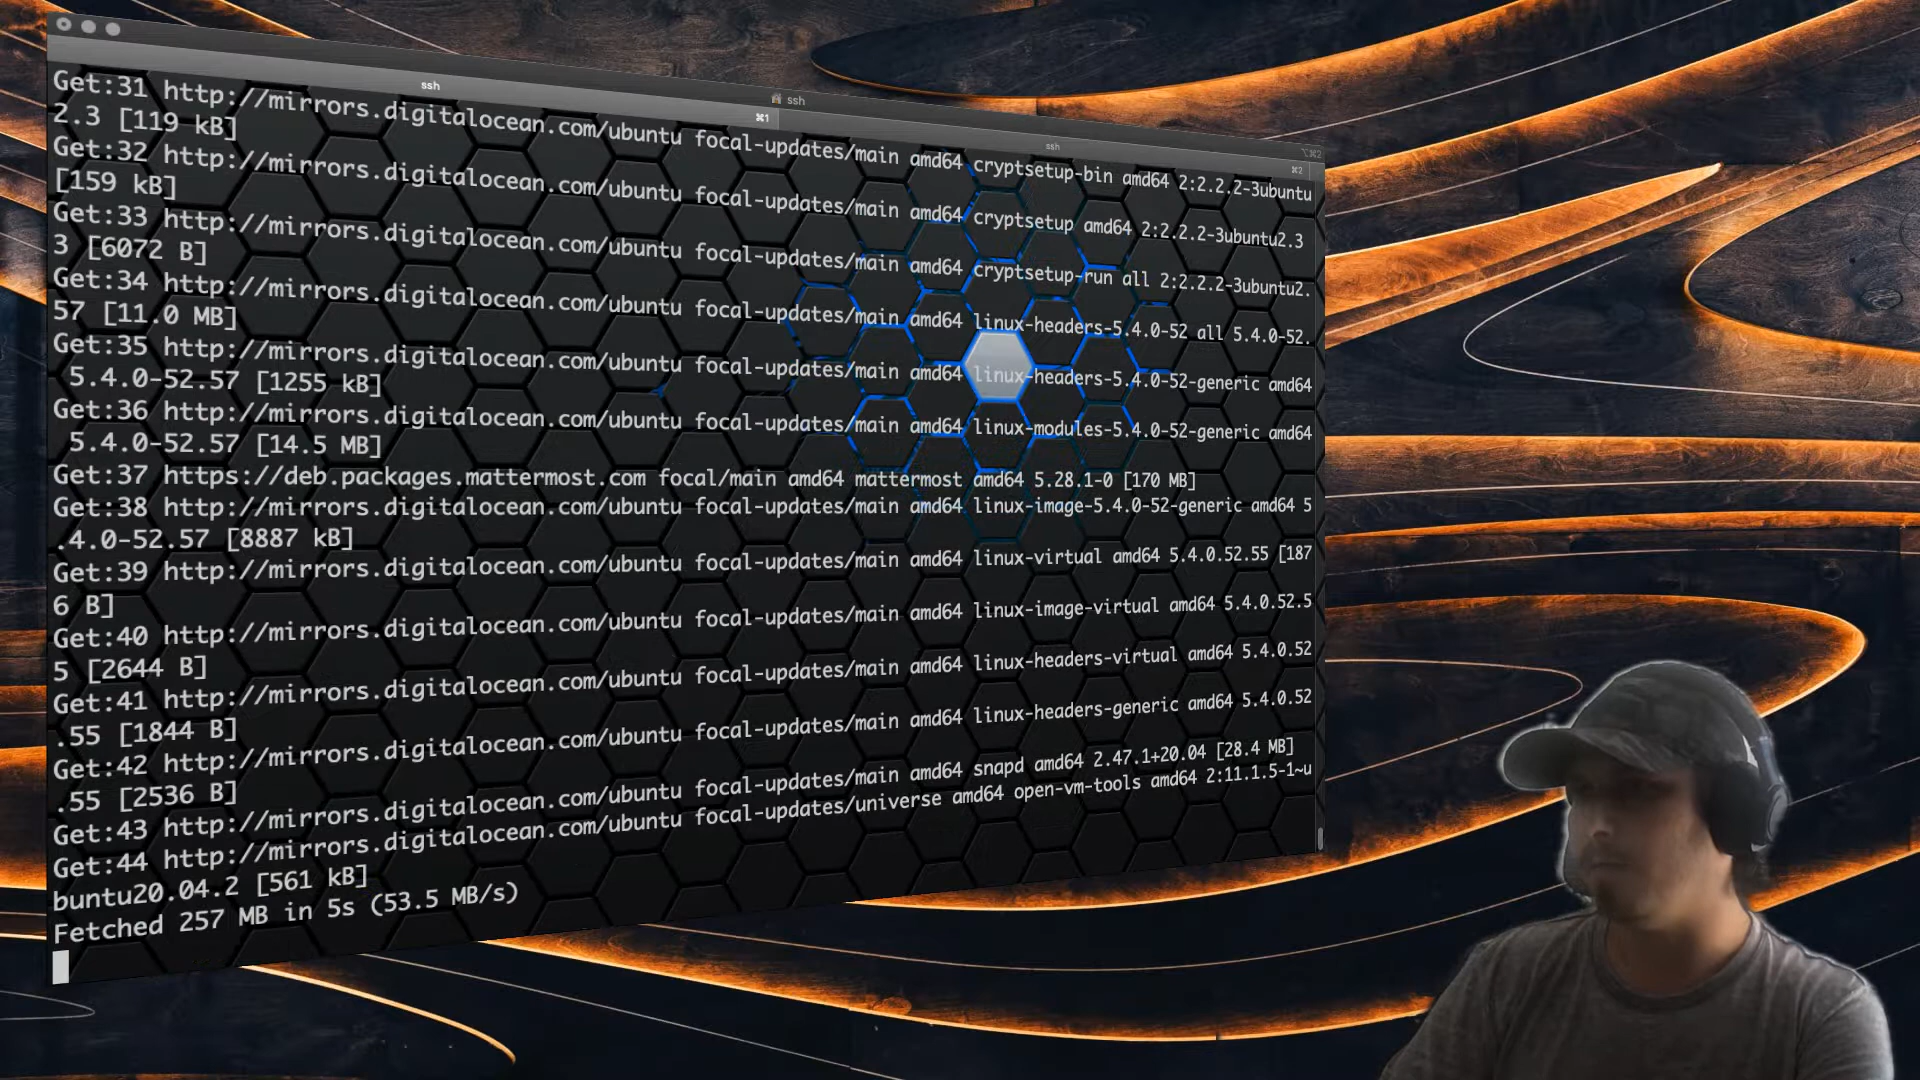 ssh
ssh
⌘1
ssh
⌥⌘2
⌘2
Get:31 http://mirrors.digitalocean.com/ubuntu focal-updates/main amd64 cryptsetup-bin amd64 2:2.2.2-3ubuntu
2.3 [119 kB]
Get:32 http://mirrors.digitalocean.com/ubuntu focal-updates/main amd64 cryptsetup amd64 2:2.2.2-3ubuntu2.3
[159 kB]
Get:33 http://mirrors.digitalocean.com/ubuntu focal-updates/main amd64 cryptsetup-run all 2:2.2.2-3ubuntu2.
3 [6072 B]
Get:34 http://mirrors.digitalocean.com/ubuntu focal-updates/main amd64 linux-headers-5.4.0-52 all 5.4.0-52.
57 [11.0 MB]
Get:35 http://mirrors.digitalocean.com/ubuntu focal-updates/main amd64 linux-headers-5.4.0-52-generic amd64
5.4.0-52.57 [1255 kB]
Get:36 http://mirrors.digitalocean.com/ubuntu focal-updates/main amd64 linux-modules-5.4.0-52-generic amd64
5.4.0-52.57 [14.5 MB]
Get:37 https://deb.packages.mattermost.com focal/main amd64 mattermost amd64 5.28.1-0 [170 MB]
Get:38 http://mirrors.digitalocean.com/ubuntu focal-updates/main amd64 linux-image-5.4.0-52-generic amd64 5
.4.0-52.57 [8887 kB]
Get:39 http://mirrors.digitalocean.com/ubuntu focal-updates/main amd64 linux-virtual amd64 5.4.0.52.55 [187
6 B]
Get:40 http://mirrors.digitalocean.com/ubuntu focal-updates/main amd64 linux-image-virtual amd64 5.4.0.52.5
5 [2644 B]
Get:41 http://mirrors.digitalocean.com/ubuntu focal-updates/main amd64 linux-headers-virtual amd64 5.4.0.52
.55 [1844 B]
Get:42 http://mirrors.digitalocean.com/ubuntu focal-updates/main amd64 linux-headers-generic amd64 5.4.0.52
.55 [2536 B]
Get:43 http://mirrors.digitalocean.com/ubuntu focal-updates/main amd64 snapd amd64 2.47.1+20.04 [28.4 MB]
Get:44 http://mirrors.digitalocean.com/ubuntu focal-updates/universe amd64 open-vm-tools amd64 2:11.1.5-1~u
buntu20.04.2 [561 kB]
Fetched 257 MB in 5s (53.5 MB/s)